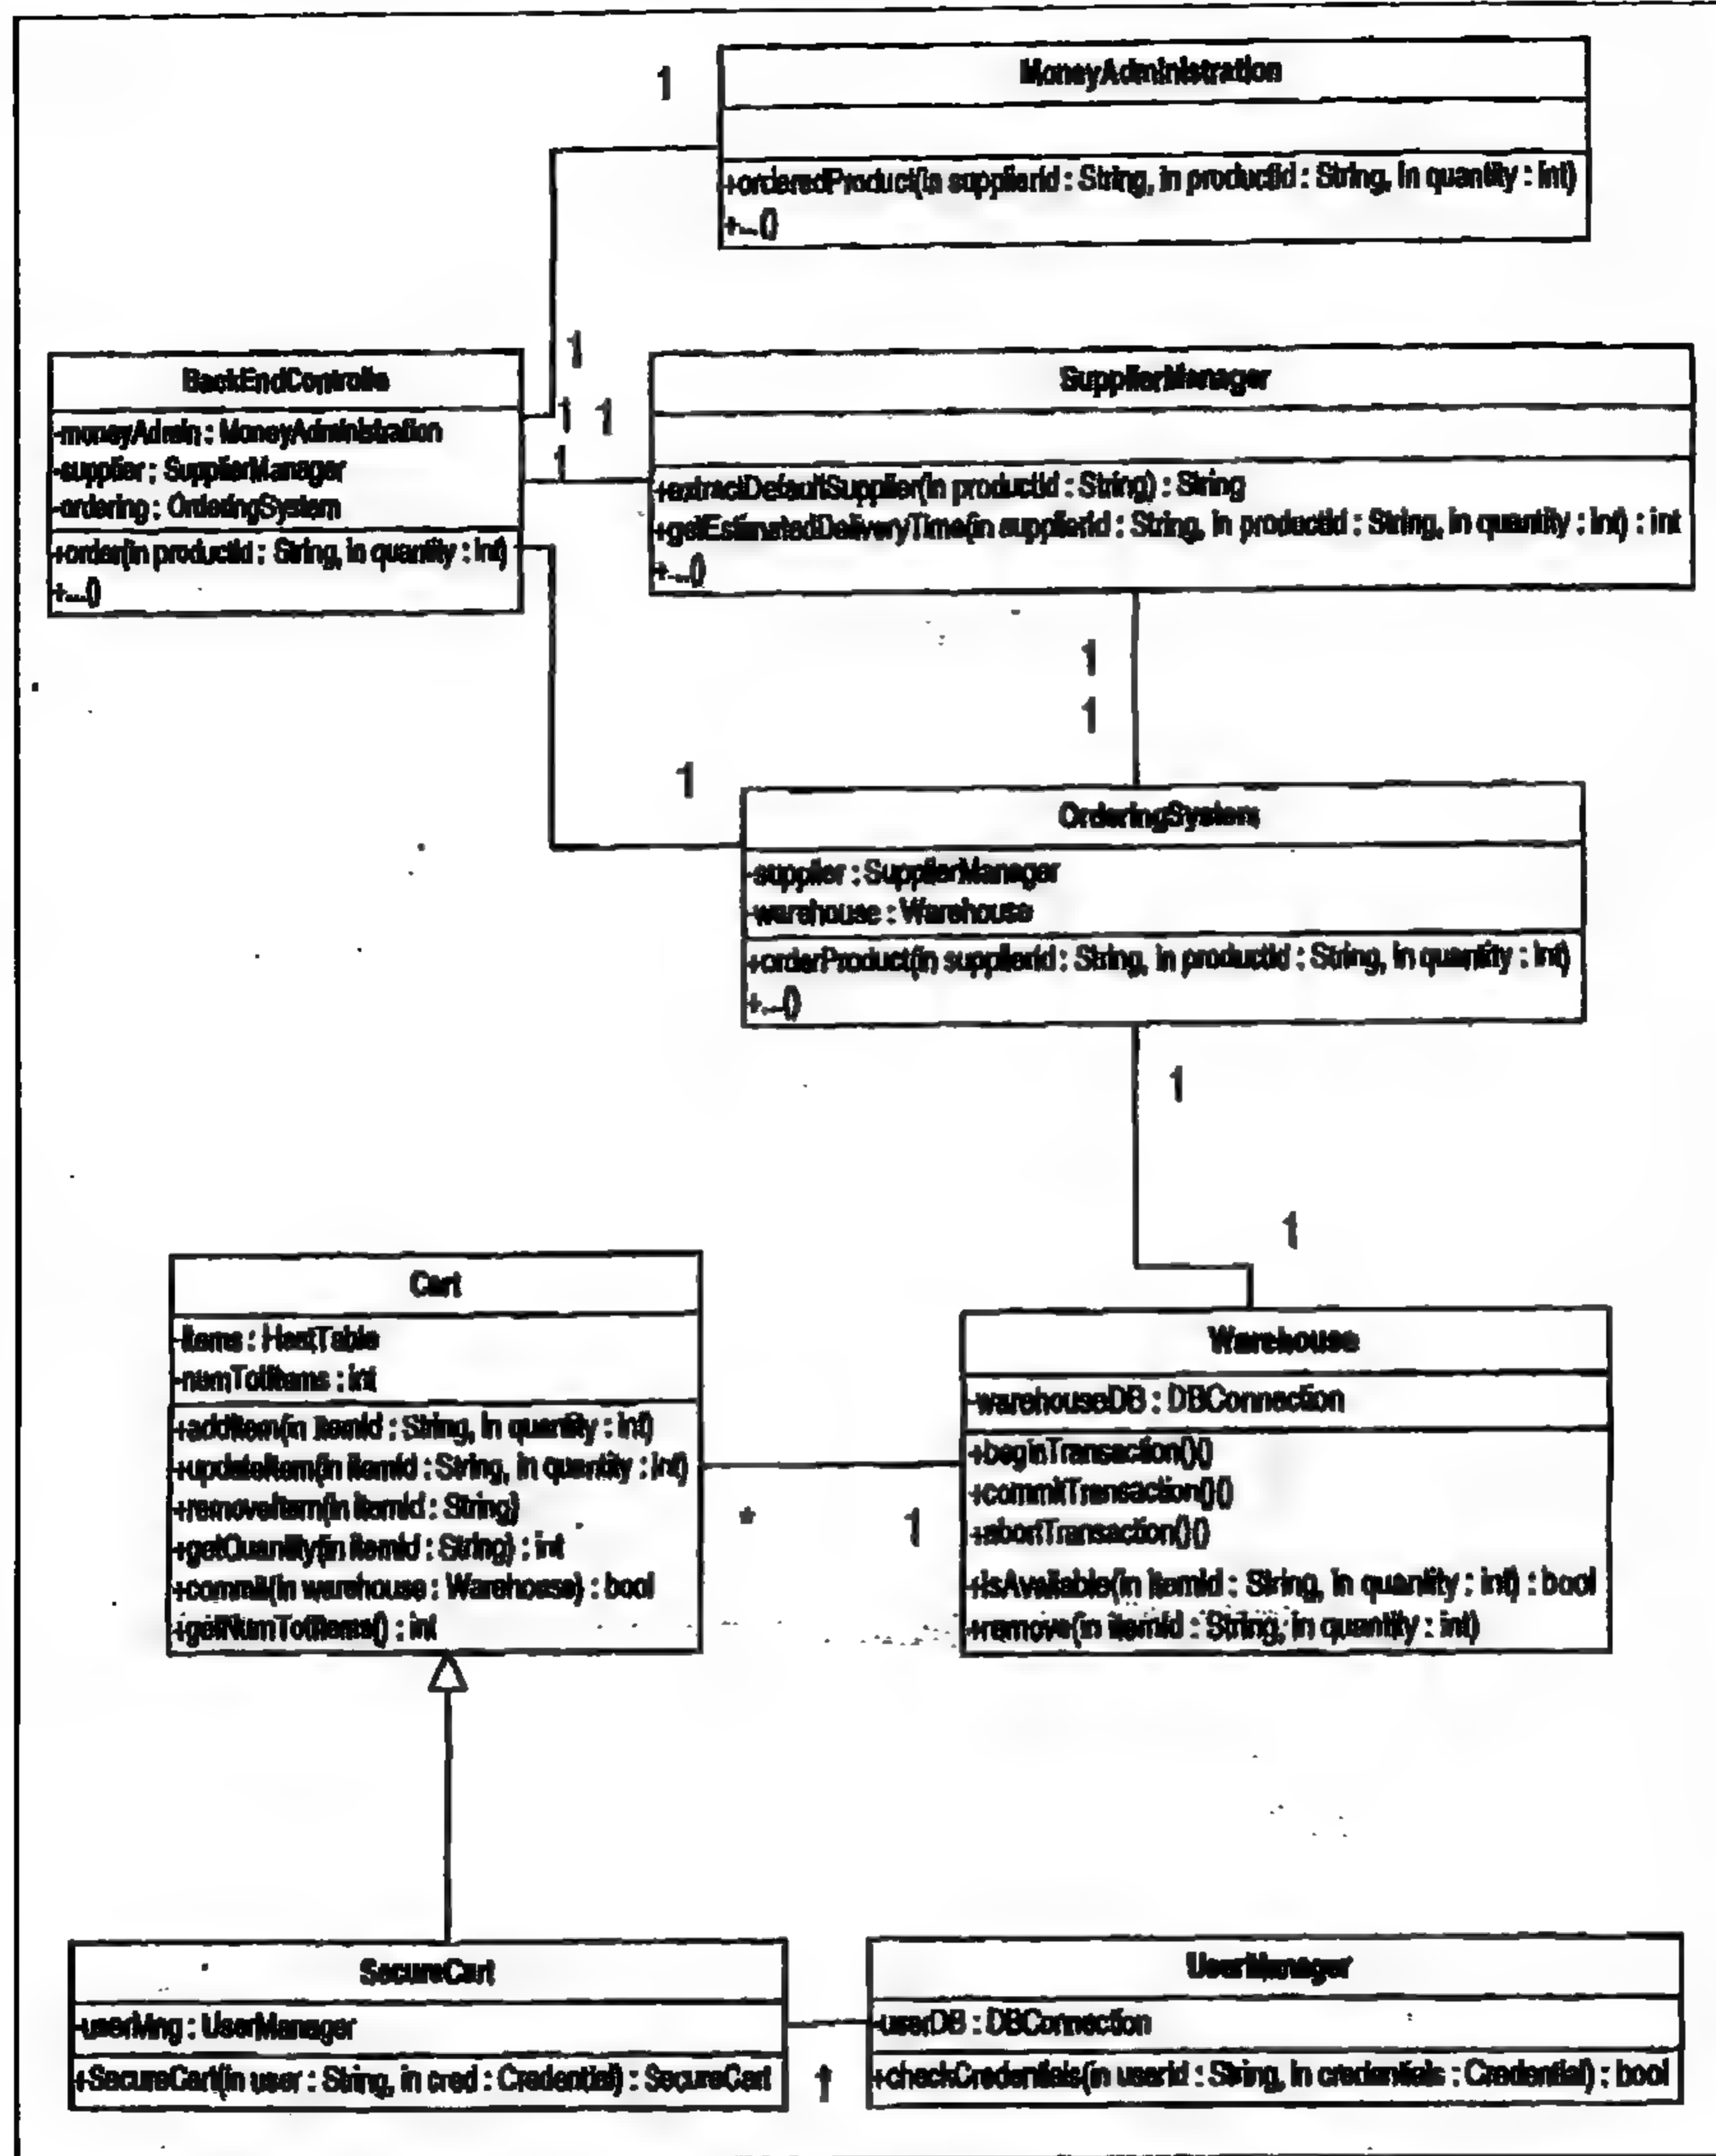 1
MoneyAdministration
+orderedProduct(in supplierId : String, in productId : String, in quantity : int)
+...()
1
BackEndControlle
-moneyAdmin : MoneyAdministration
-supplier : SupplierManager
-ordering : OrderingSystem
+order(in productId : String, in quantity : int)
+...()
1 1
1
SupplierManager
+extractDefaultSupplier(in productId : String) : String
+getEstimatedDeliveryTime(in supplierId : String, in productId : String, in quantity : int) : int
+...()
1
1
1
OrderingSystem
-supplier : SupplierManager
-warehouse : Warehouse
+orderProduct(in supplierId : String, in productId : String, in quantity : int)
+...()
1
1
Cart
-items : HastTable
-numTotItems : int
+addItem(in itemId : String, in quantity : int)
+updateItem(in itemId : String, in quantity : int)
+removeItem(in itemId : String)
+getQuantity(in itemId : String) : int
+commit(in warehouse : Warehouse) : bool
+getNumTotItems() : int
* 1
Warehouse
-warehouseDB : DBConnection
+beginTransaction()()
+commitTransaction()()
+abortTransaction()()
+isAvailable(in itemId : String, in quantity : int) : bool
+remove(in itemId : String, in quantity : int)
SecureCart
-userMng : UserManager
+SecureCart(in user : String, in cred : Credential) : SecureCart
1
UserManager
-userDB : DBConnection
+checkCredentials(in userId : String, in credentials : Credential) : bool